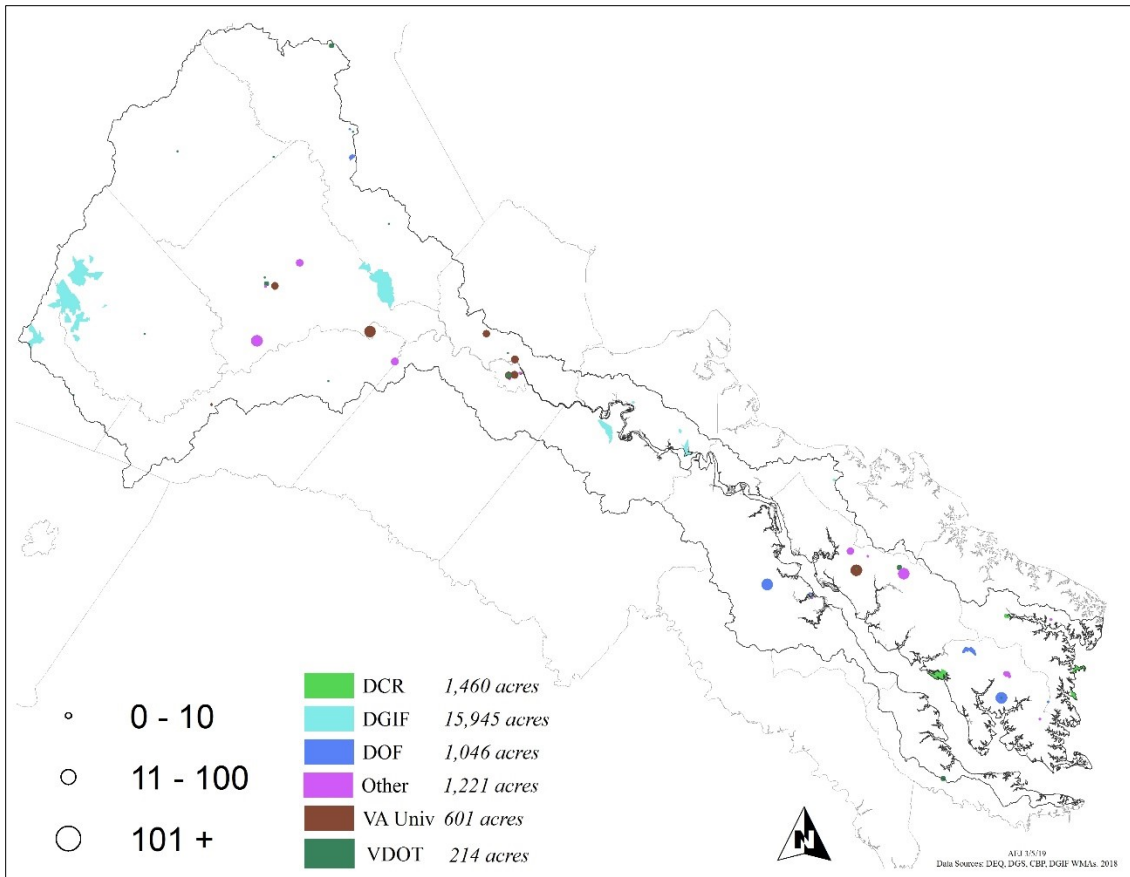 0 - 10
11 - 100
101 +
DCR 1,460 acres
DGIF 15,945 acres
DOF 1,046 acres
Other 1,221 acres
VA Univ 601 acres
VDOT 214 acres
N
AEJ 3/5/19
Data Sources: DEQ, DGS, CBP, DGIF WMAs, 2018